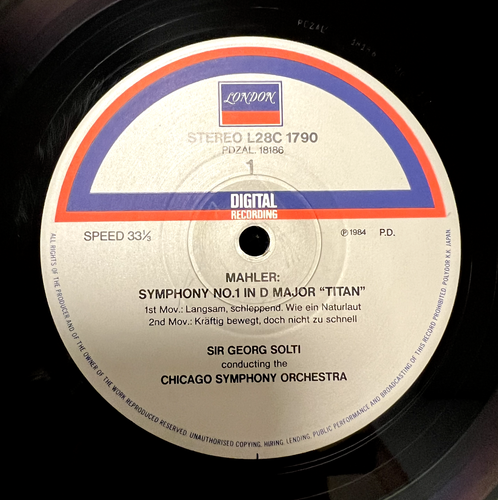 PDZAL
LONDON
STEREO L28C 1790
PDZAL. 18186
1
DIGITAL
RECORDING
SPEED 33⅓
℗ 1984 P.D.
MAHLER:
SYMPHONY NO.1 IN D MAJOR "TITAN"
1st Mov.: Langsam, schleppend. Wie ein Naturlaut
2nd Mov.: Kräftig bewegt, doch nicht zu schnell
SIR GEORG SOLTI
conducting the
CHICAGO SYMPHONY ORCHESTRA
ALL RIGHTS OF THE PRODUCER AND OF THE OWNER OF THE WORK REPRODUCED RESERVED. UNAUTHORISED COPYING, HIRING, LENDING, PUBLIC PERFORMANCE AND BROADCASTING OF THIS RECORD PROHIBITED. POLYDOR K.K. JAPAN